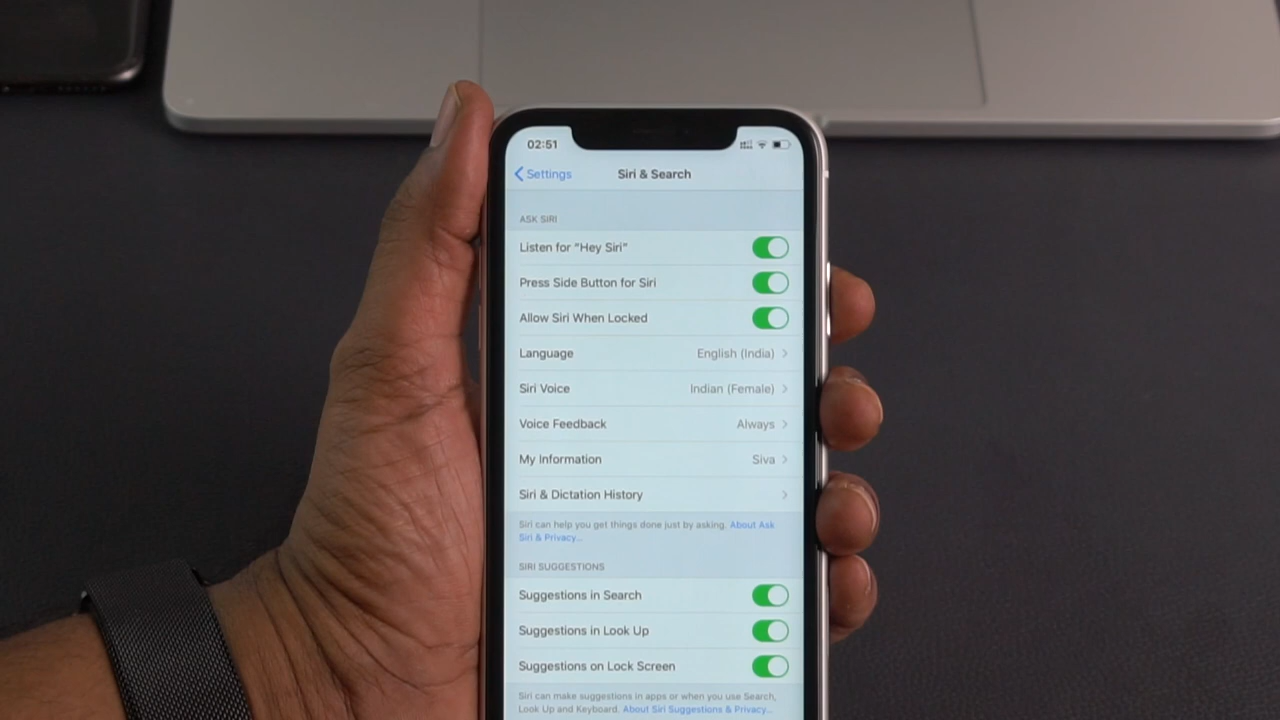 02:51
Settings Siri & Search
ASK SIRI
Listen for “Hey Siri”
Press Side Button for Siri
Allow Siri When Locked
Language English (India)
Siri Voice Indian (Female)
Voice Feedback Always
My Information Siva
Siri & Dictation History
Siri can help you get things done just by asking. About Ask
Siri & Privacy...
SIRI SUGGESTIONS
Suggestions in Search
Suggestions in Look Up
Suggestions on Lock Screen
Siri can make suggestions in apps or when you use Search,
Look Up and Keyboard. About Siri Suggestions & Privacy...